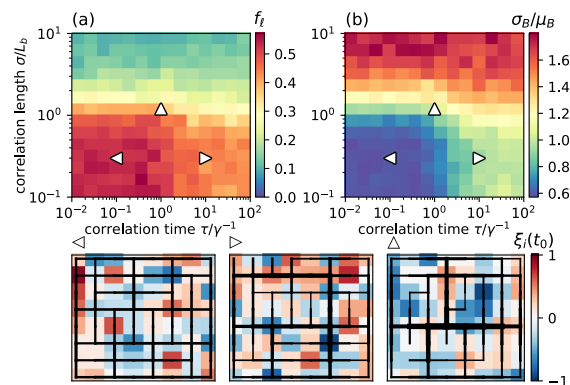 (a) f_ℓ (b) σ_B/μ_B
correlation length σ/L_b
10^1 0.5 10^1 1.6
0.4 1.4
10^0 0.3 10^0 1.2
0.2 1.0
0.1 0.8
10^-1 0.0 10^-1 0.6
10^-2 10^-1 10^0 10^1 10^2 10^-2 10^-1 10^0 10^1 10^2
correlation time τ/γ^-1 correlation time τ/γ^-1
ξ_i(t_0)
1
0
−1